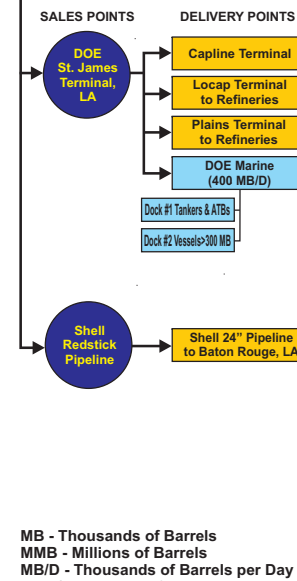 SALES POINTS
DELIVERY POINTS
DOE
St. James
Terminal,
LA
Capline Terminal
Locap Terminal
to Refineries
Plains Terminal
to Refineries
DOE Marine
(400 MB/D)
Dock #1 Tankers & ATBs
Dock #2 Vessels>300 MB
Shell
Redstick
Pipeline
Shell 24” Pipeline
to Baton Rouge, LA
MB - Thousands of Barrels
MMB - Millions of Barrels
MB/D - Thousands of Barrels per Day